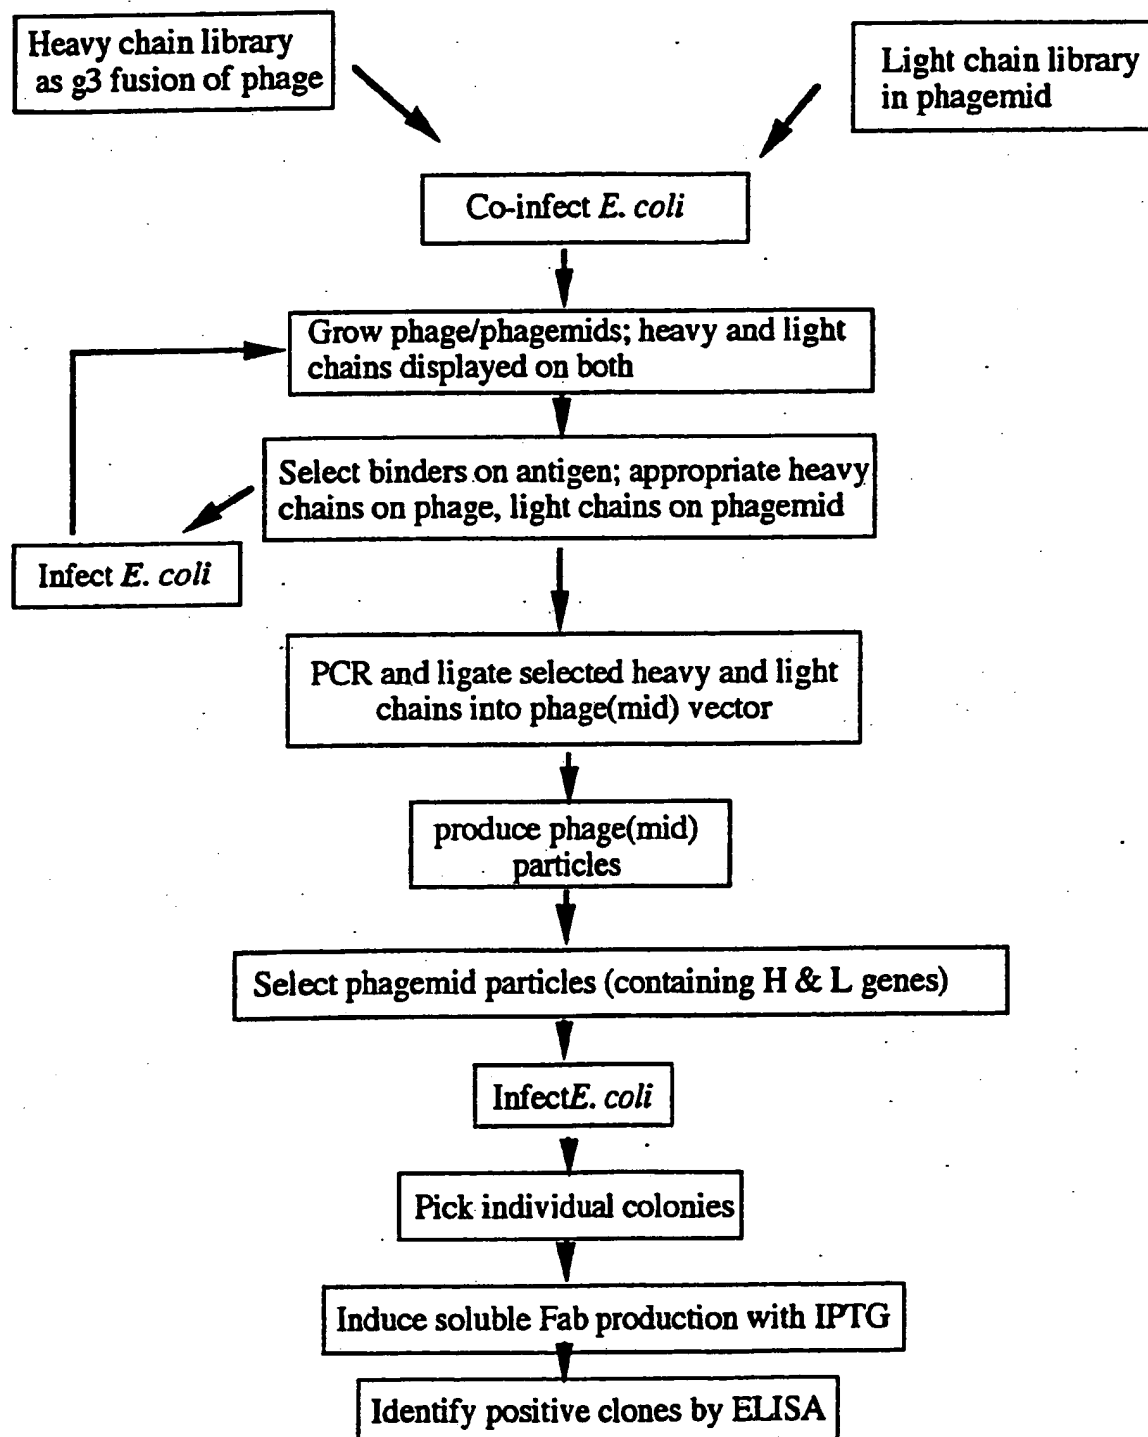 Heavy chain library
as g3 fusion of phage
Light chain library
in phagemid
Co-infect E. coli
Grow phage/phagemids; heavy and light
chains displayed on both
Select binders on antigen; appropriate heavy
chains on phage, light chains on phagemid
Infect E. coli
PCR and ligate selected heavy and light
chains into phage(mid) vector
produce phage(mid)
particles
Select phagemid particles (containing H & L genes)
InfectE. coli
Pick individual colonies
Induce soluble Fab production with IPTG
Identify positive clones by ELISA